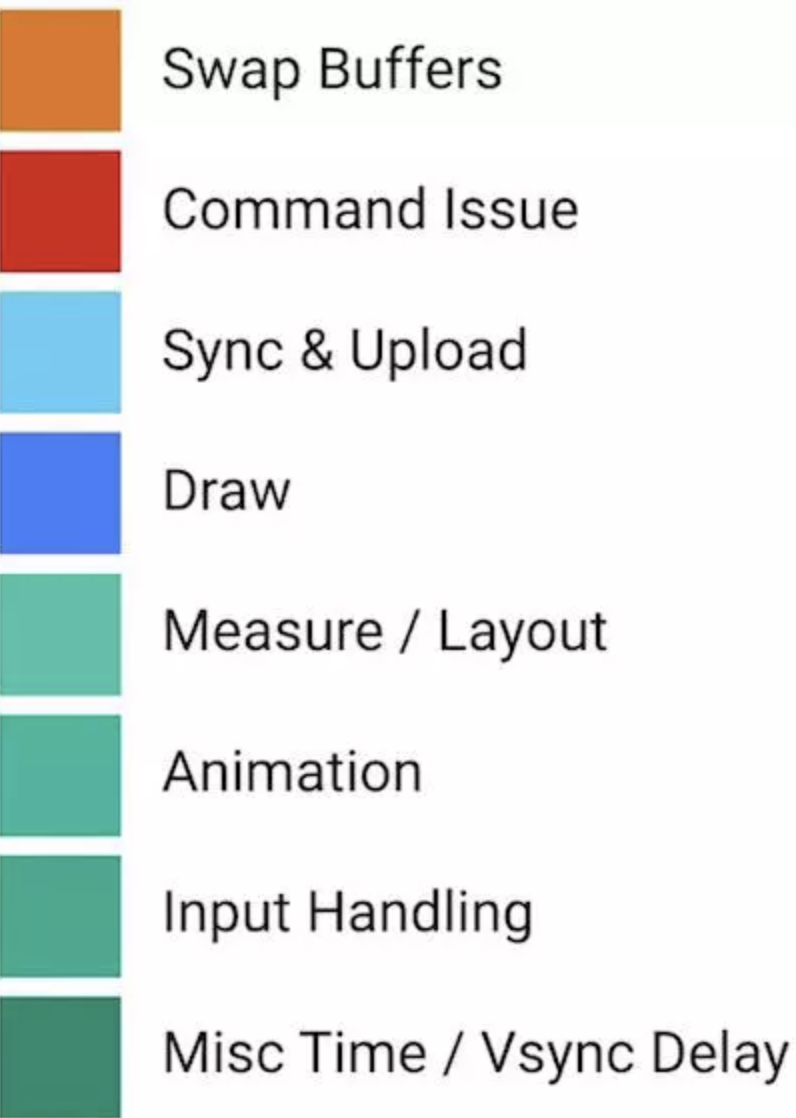 Swap Buffers
Command Issue
Sync & Upload
Draw
Measure / Layout
Animation
Input Handling
Misc Time / Vsync Delay